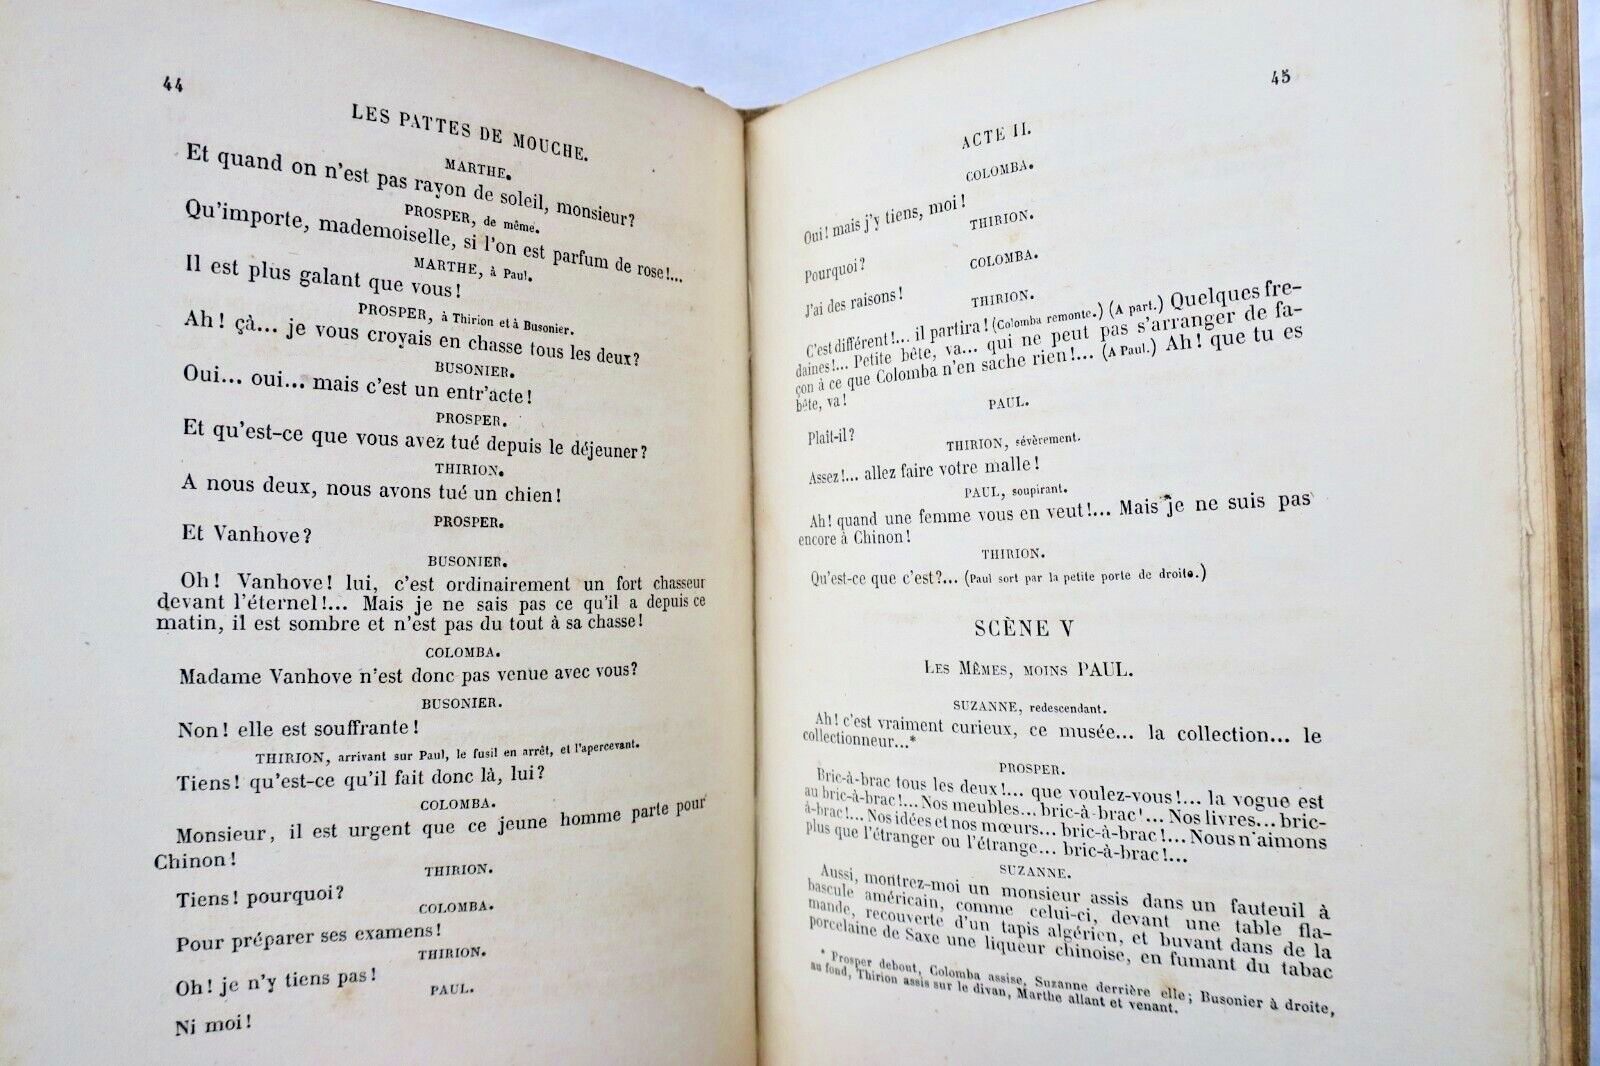 44
LES PATTES DE MOUCHE.
MARTHE.
Et quand on n'est pas rayon de soleil, monsieur?
PROSPER, de même.
Qu'importe, mademoiselle, si l'on est parfum de rose!...
MARTHE, à Paul.
Il est plus galant que vous!
PROSPER, à Thirion et à Busonier.
Ah! çà... je vous croyais en chasse tous les deux?
BUSONIER.
Oui... oui... mais c'est un entr'acte!
PROSPER.
Et qu'est-ce que vous avez tué depuis le déjeuner?
THIRION.
A nous deux, nous avons tué un chien!
PROSPER.
Et Vanhove?
BUSONIER.
Oh! Vanhove! lui, c'est ordinairement un fort chasseur
devant l'éternel!... Mais je ne sais pas ce qu'il a depuis ce
matin, il est sombre et n'est pas du tout à sa chasse!
COLOMBA.
Madame Vanhove n'est donc pas venue avec vous?
BUSONIER.
Non! elle est souffrante!
THIRION, arrivant sur Paul, le fusil en arrêt, et l'apercevant.
Tiens! qu'est-ce qu'il fait donc là, lui?
COLOMBA.
Monsieur, il est urgent que ce jeune homme parte pour
Chinon!
THIRION.
Tiens! pourquoi?
COLOMBA.
Pour préparer ses examens!
THIRION.
Oh! je n'y tiens pas!
PAUL.
Ni moi!
45
ACTE II.
COLOMBA.
Oui! mais j'y tiens, moi!
THIRION.
Pourquoi?
COLOMBA.
J'ai des raisons!
THIRION.
C'est différent!... il partira! (Colomba remonte.) (A part.) Quelques fre-
daines!... Petite bête, va... qui ne peut pas s'arranger de fa-
çon à ce que Colomba n'en sache rien!... (A Paul.) Ah! que tu es
bête, va!
PAUL.
Plaît-il?
THIRION, sévèrement.
Assez!... allez faire votre malle!
PAUL, soupirant.
Ah! quand une femme vous en veut!... Mais je ne suis pas
encore à Chinon!
THIRION.
Qu'est-ce que c'est?... (Paul sort par la petite porte de droite.)
SCÈNE V
LES MÊMES, MOINS PAUL.
SUZANNE, redescendant.
Ah! c'est vraiment curieux, ce musée... la collection... le
collectionneur...*
PROSPER.
Bric-à-brac tous les deux!... que voulez-vous!... la vogue est
au bric-à-brac!... Nos meubles... bric-à-brac!... Nos livres... bric-
à-brac!... Nos idées et nos mœurs... bric-à-brac!... Nous n'aimons
plus que l'étranger ou l'étrange... bric-à-brac!...
SUZANNE.
Aussi, montrez-moi un monsieur assis dans un fauteuil à
bascule américain, comme celui-ci, devant une table fla-
mande, recouverte d'un tapis algérien, et buvant dans de la
porcelaine de Saxe une liqueur chinoise, en fumant du tabac
* Prosper debout, Colomba assise, Suzanne derrière elle; Busonier à droite,
au fond, Thirion assis sur le divan, Marthe allant et venant.